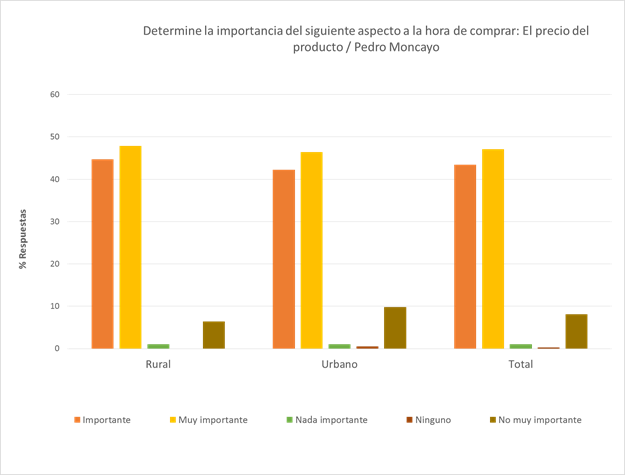 Determine la importancia del siguiente aspecto a la hora de comprar: El precio del
producto / Pedro Moncayo
60
50
40
30
20
10
0
% Respuestas
Rural Urbano Total
Importante Muy importante Nada importante Ninguno No muy importante